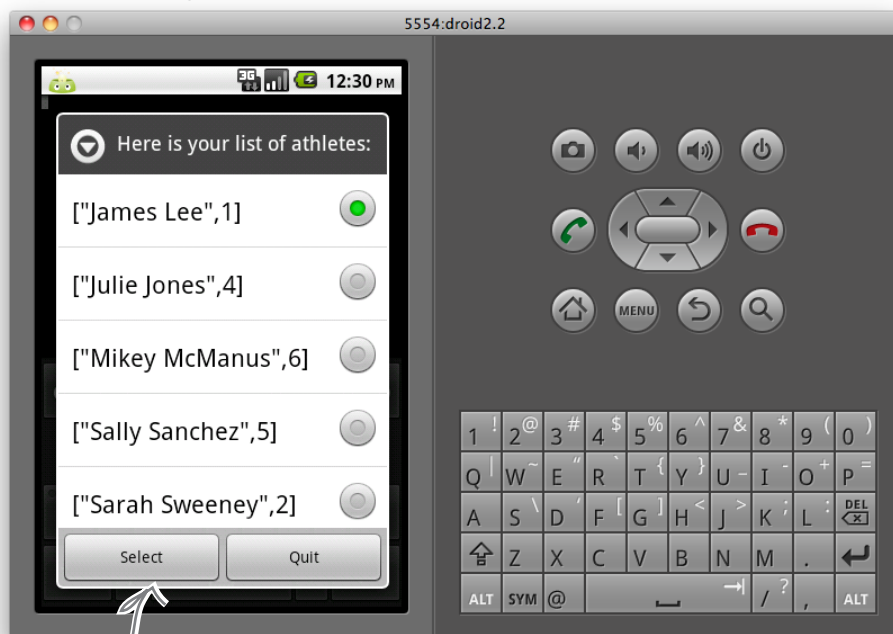 5554:droid2.2
3G 12:30 PM
Here is your list of athletes:
["James Lee",1]
["Julie Jones",4]
["Mikey McManus",6]
["Sally Sanchez",5]
["Sarah Sweeney",2]
Select Quit
MENU
1 ! 2 @ 3 # 4 $ 5 % 6 ^ 7 & 8 * 9 ( 0 )
Q | W ~ E " R ` T { Y } U _ I - O + P =
A S \ D ' F [ G ] H < J > K ; L : DEL
Z X C V B N M .
ALT SYM @ / ? , ALT